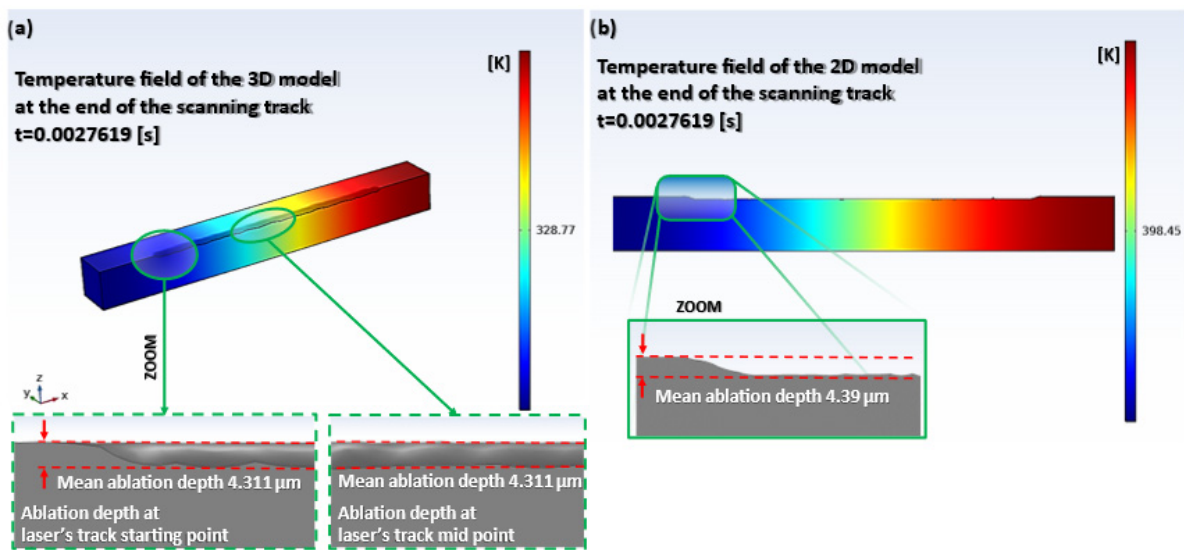 (a)
[K]
Temperature field of the 3D model
at the end of the scanning track
t=0.0027619 [s]
328.77
ZOOM
z
y
x
Mean ablation depth 4.311 μm
Ablation depth at
laser's track starting point
Mean ablation depth 4.311 μm
Ablation depth at
laser's track mid point
(b)
[K]
Temperature field of the 2D model
at the end of the scanning track
t=0.0027619 [s]
398.45
ZOOM
Mean ablation depth 4.39 μm